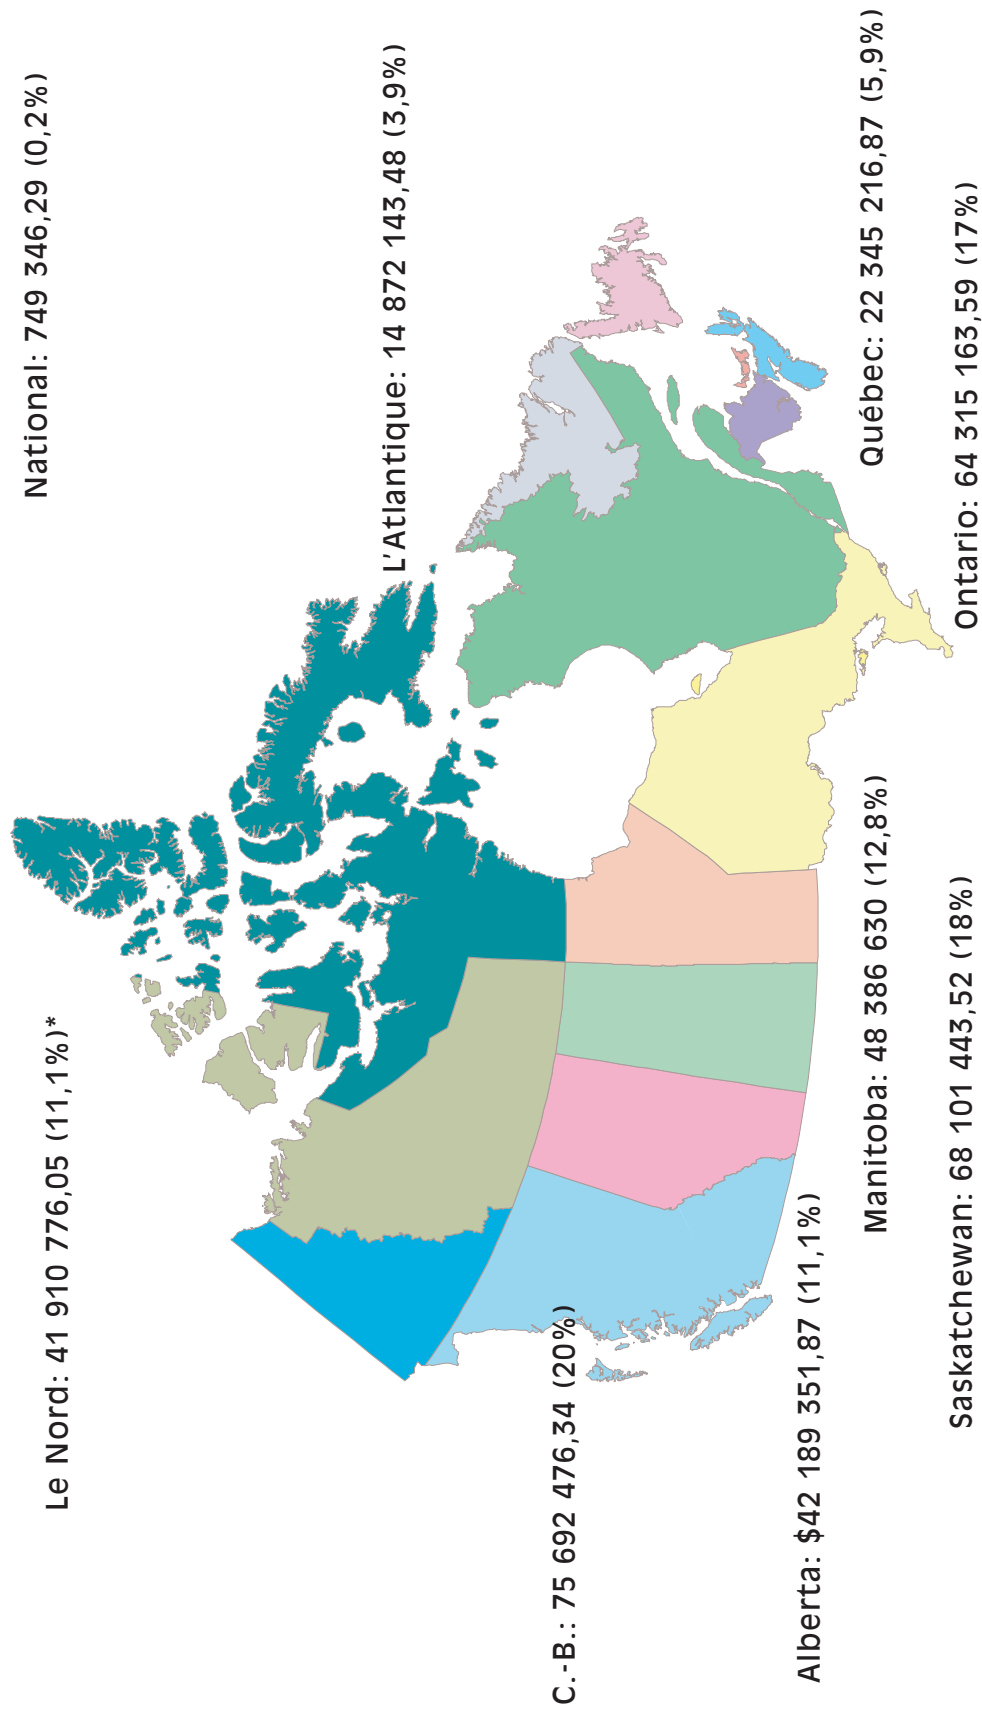 Le Nord: 41 910 776,05 (11,1%)*
National: 749 346,29 (0,2%)
L'Atlantique: 14 872 143,48 (3,9%)
C.-B.: 75 692 476,34 (20%)
Alberta: $42 189 351,87 (11,1%)
Manitoba: 48 386 630 (12,8%)
Québec: 22 345 216,87 (5,9%)
Saskatchewan: 68 101 443,52 (18%)
Ontario: 64 315 163,59 (17%)